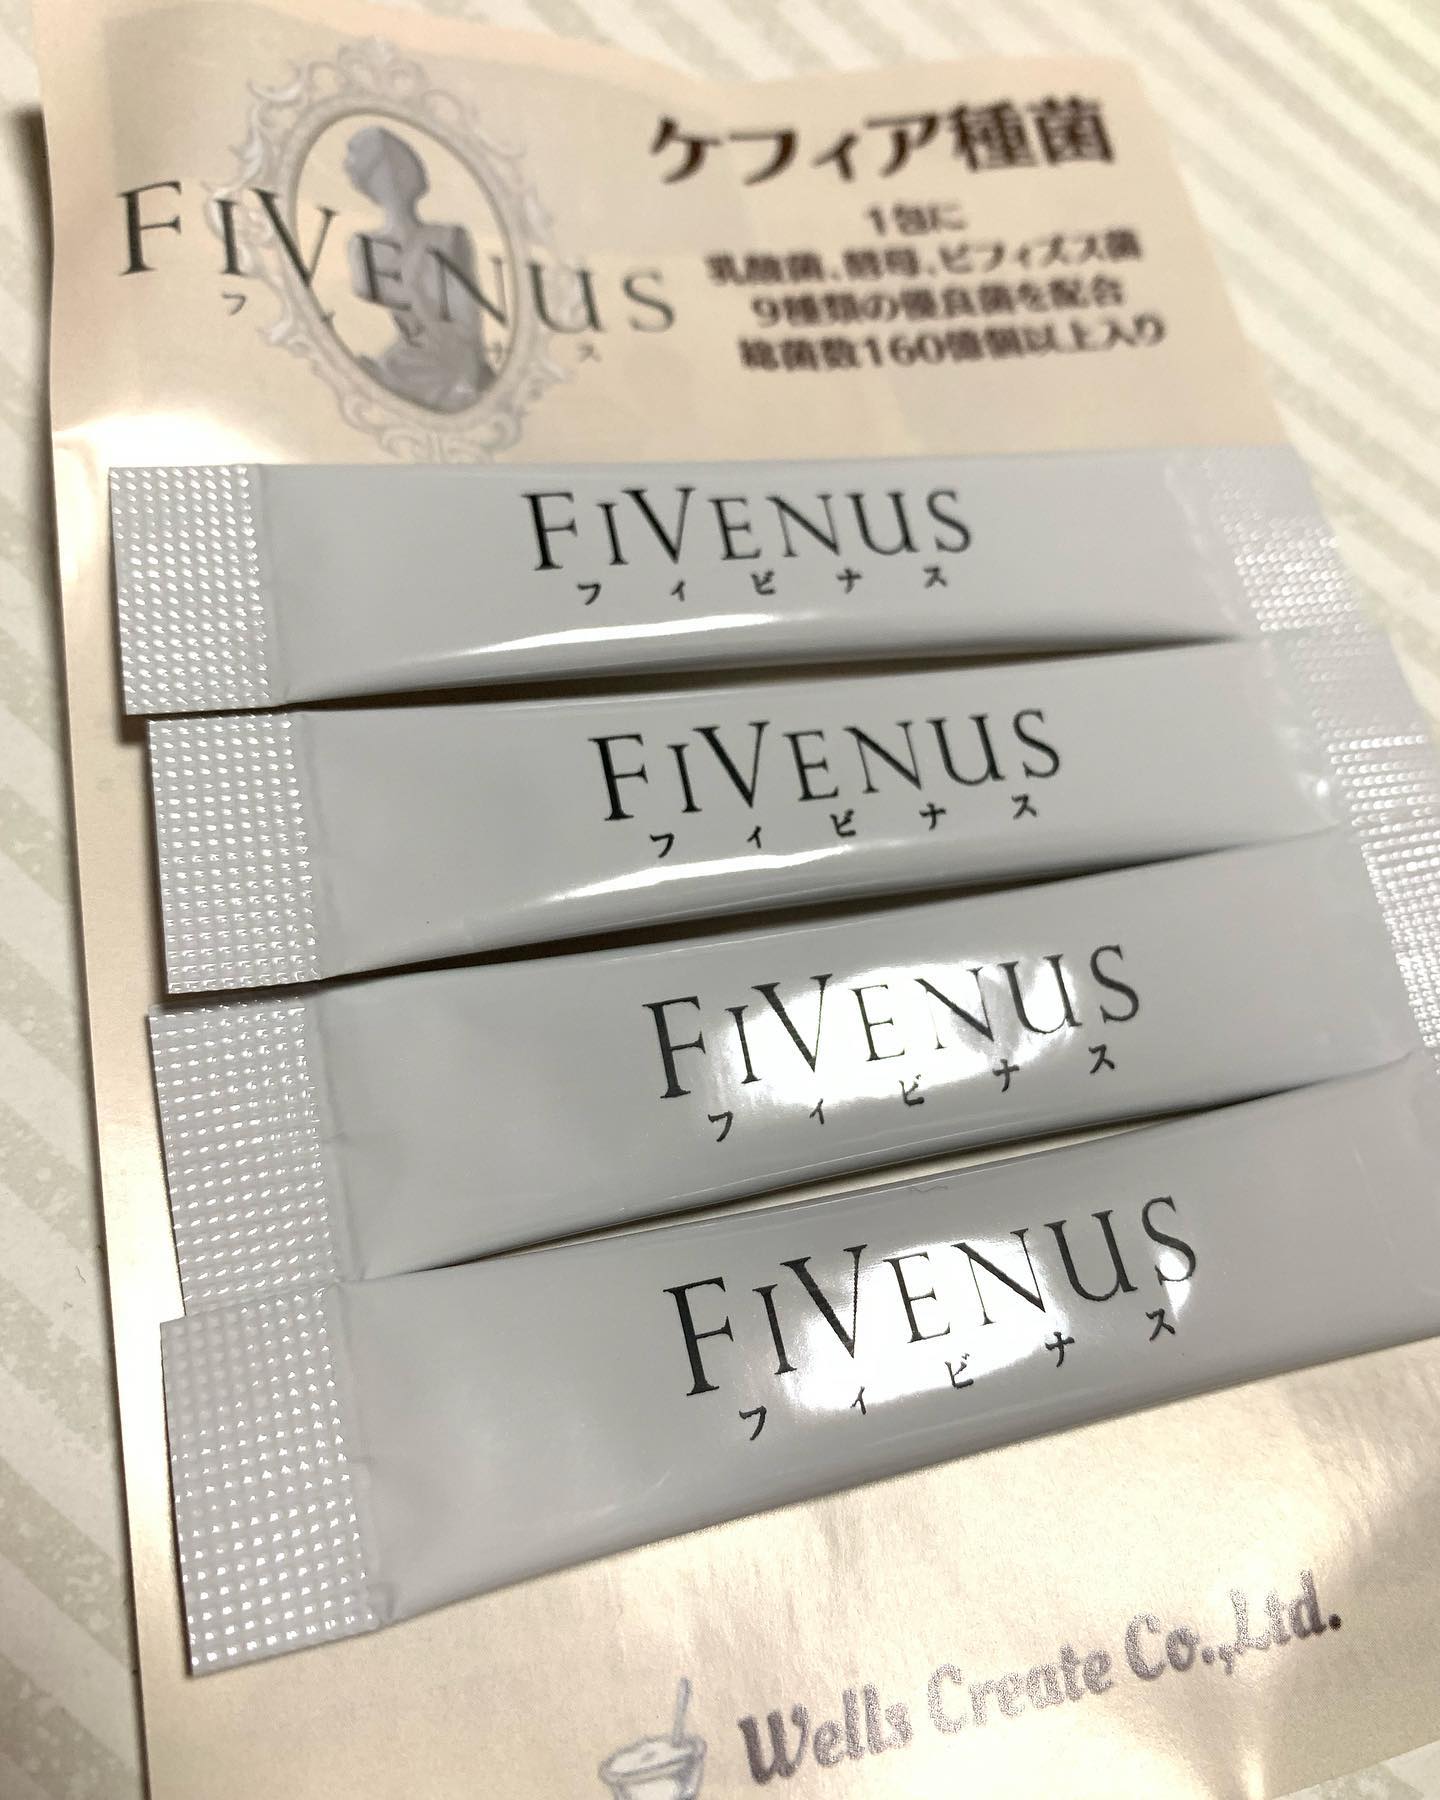 FIVENUS
フィビナス
ケフィア種菌
1包に
乳酸菌、酵母、ビフィズス菌
9種類の優良菌を配合
総菌数160億個以上入り
FIVENUS
フィビナス
FIVENUS
フィビナス
FIVENUS
フィビナス
FIVENUS
フィビナス
Wells Create Co.,Ltd.